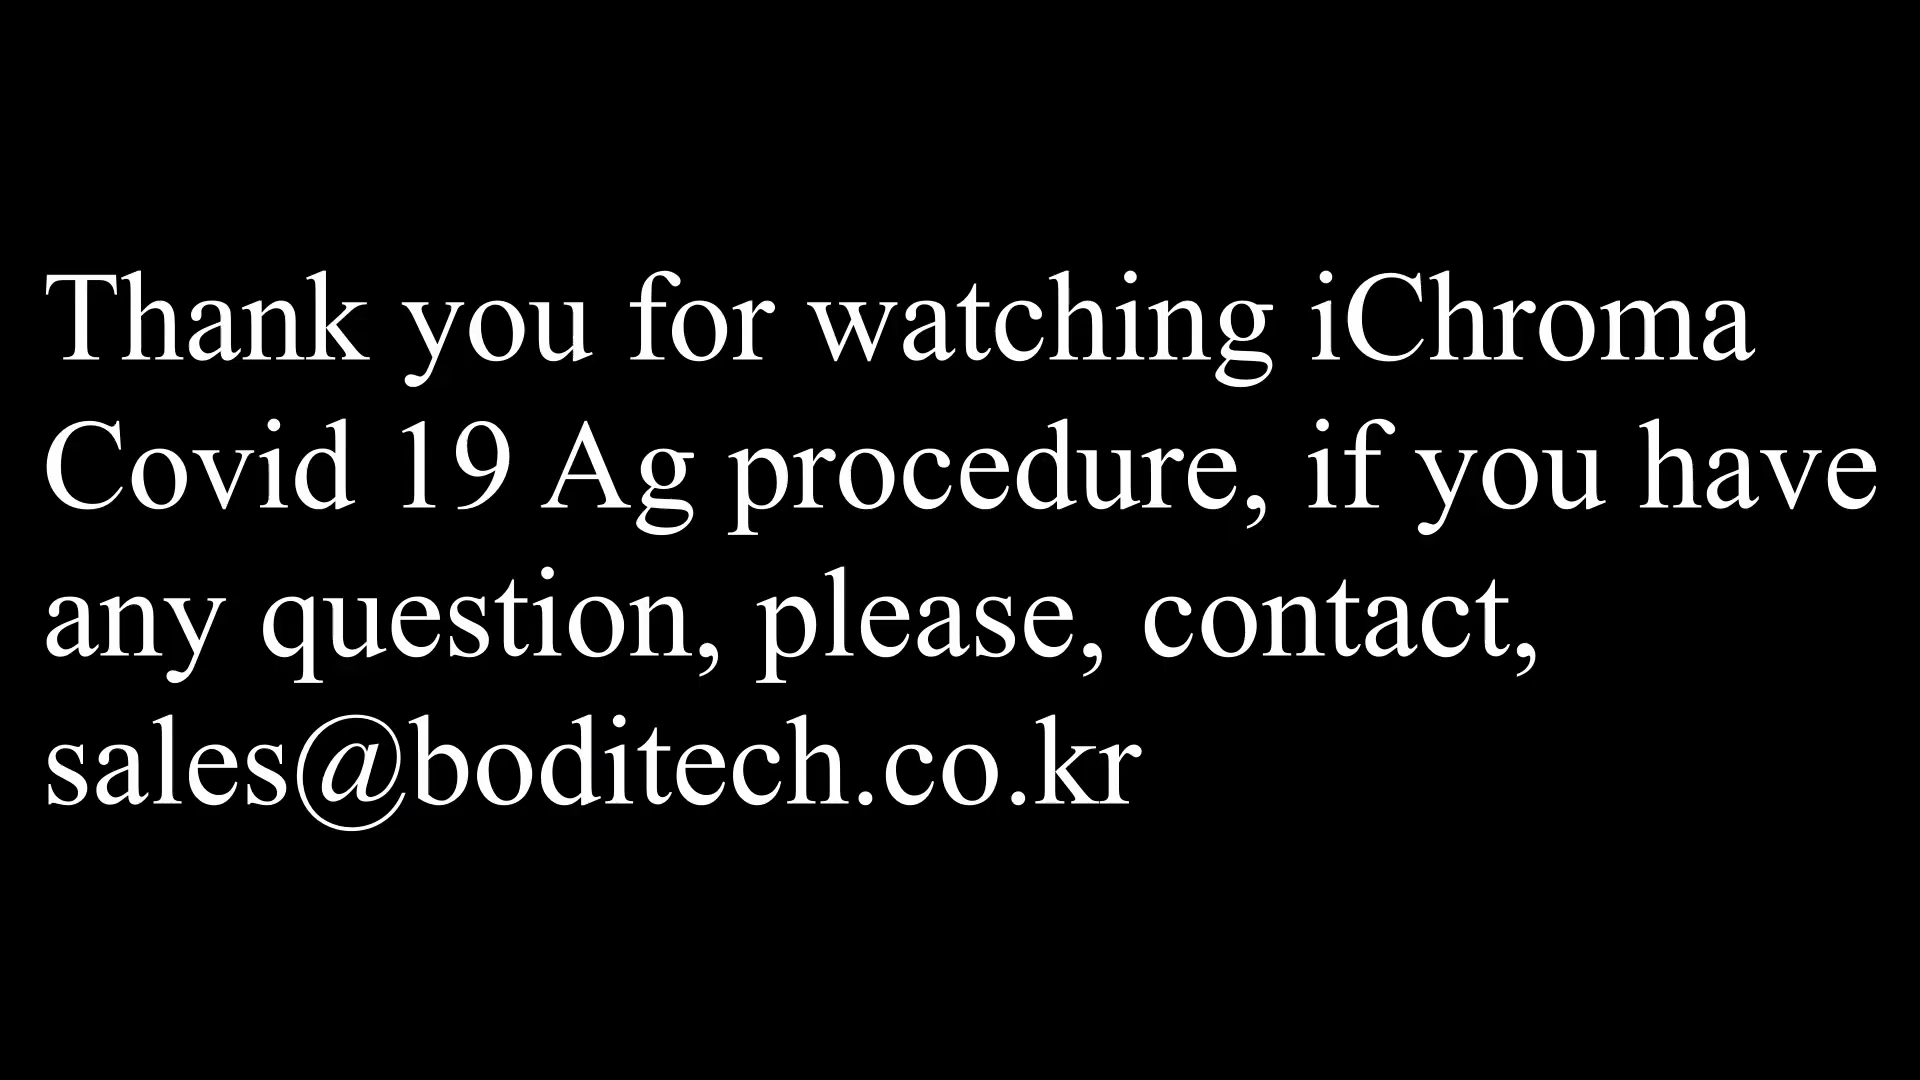 Thank you for watching iChroma
Covid 19 Ag procedure, if you have
any question, please, contact,
sales@boditech.co.kr